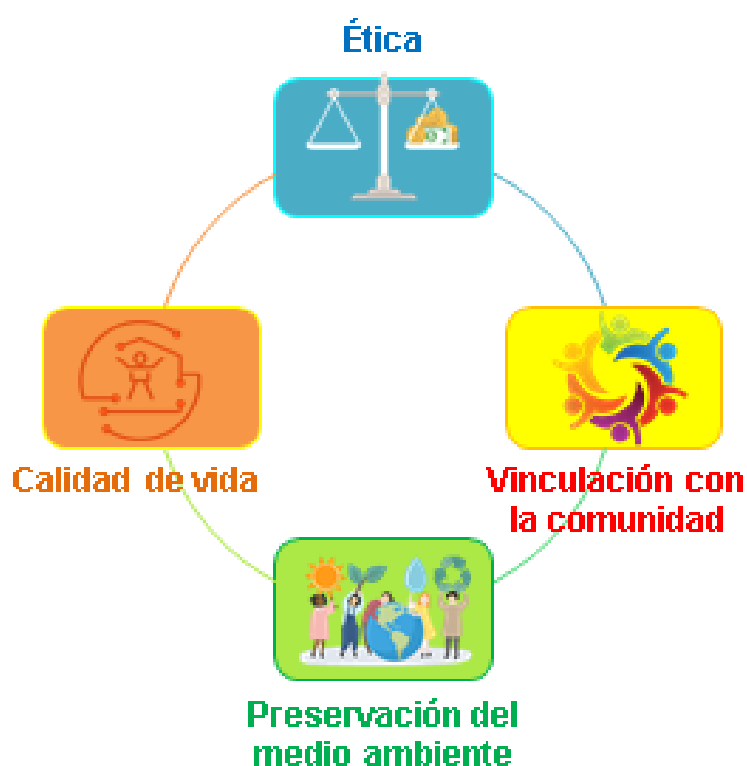 Ética
Calidad de vida
Vinculación con
la comunidad
Preservación del
medio ambiente